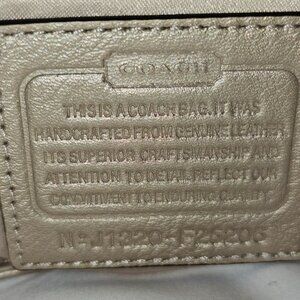 COACH
THIS IS A COACH BAG. IT WAS
HANDCRAFTED FROM GENUINE LEATHER.
ITS SUPERIOR CRAFTSMANSHIP AND
ATTENTION TO DETAIL REFLECT OUR
COMMITMENT TO ENDURING QUALITY.
Nº J1320-F25206